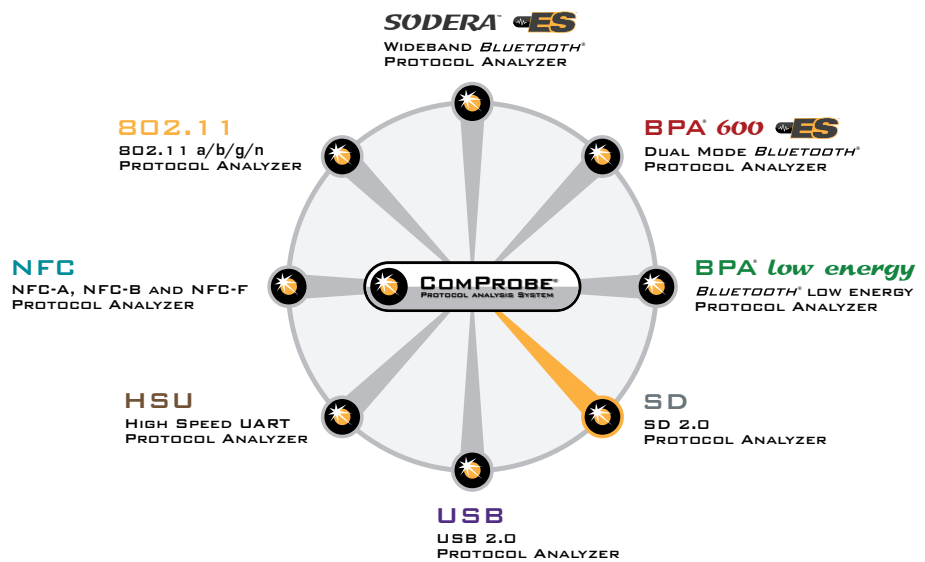 SODERA™ ES
WIDEBAND BLUETOOTH®
PROTOCOL ANALYZER
802.11
802.11 a/b/g/n
PROTOCOL ANALYZER
BPA® 600 ES
DUAL MODE BLUETOOTH®
PROTOCOL ANALYZER
NFC
NFC-A, NFC-B AND NFC-F
PROTOCOL ANALYZER
COMPROBE®
PROTOCOL ANALYSIS SYSTEM
BPA® low energy
BLUETOOTH® LOW ENERGY
PROTOCOL ANALYZER
HSU
HIGH SPEED UART
PROTOCOL ANALYZER
SD
SD 2.0
PROTOCOL ANALYZER
USB
USB 2.0
PROTOCOL ANALYZER